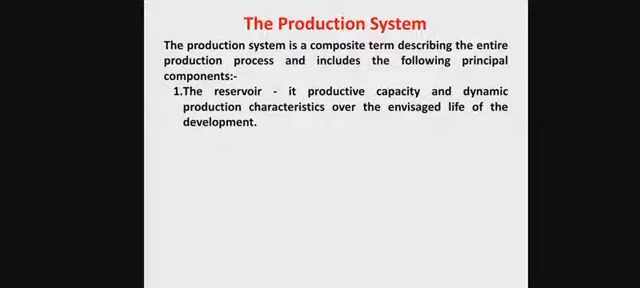 The Production System
The production system is a composite term describing the entire
production process and includes the following principal
components:-
1.The reservoir - it productive capacity and dynamic
production characteristics over the envisaged life of the
development.